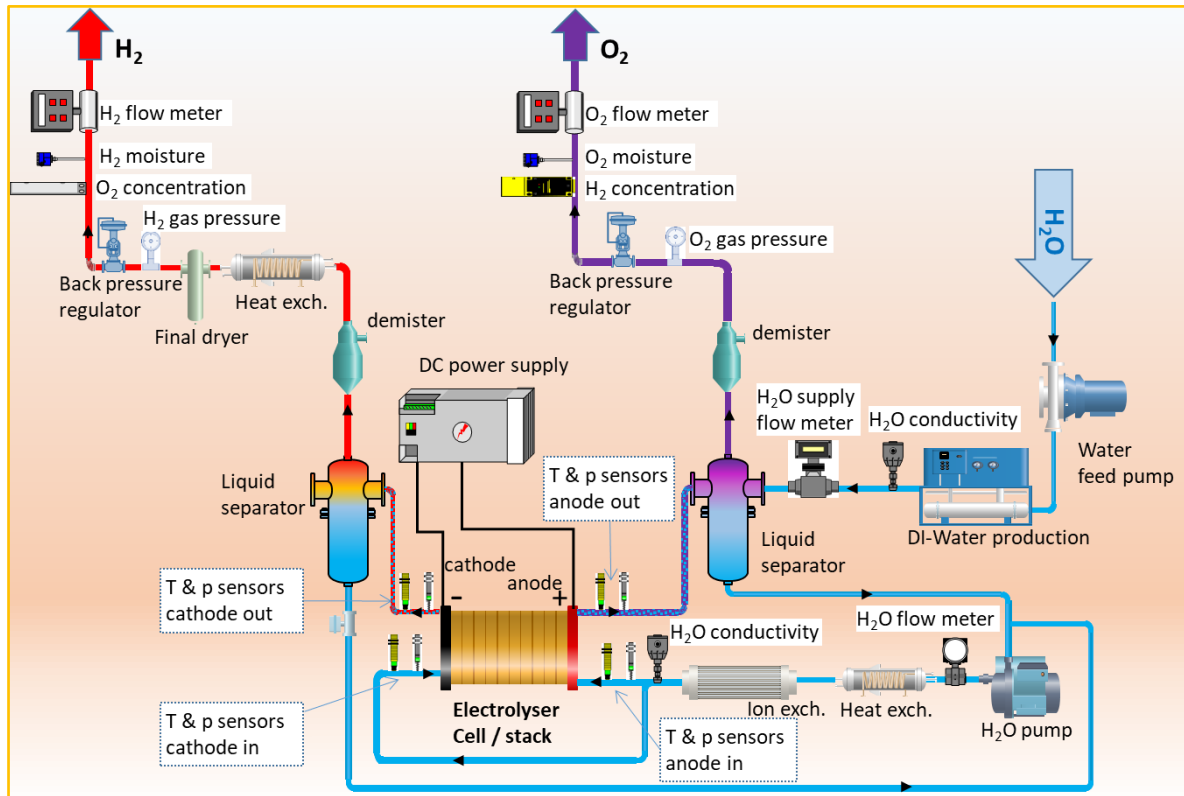 H₂
O₂
H₂ flow meter
O₂ flow meter
H₂ moisture
O₂ moisture
O₂ concentration
H₂ concentration
H₂O
H₂ gas pressure
O₂ gas pressure
Back pressure
regulator
Heat exch.
Final dryer
Back pressure
regulator
demister
demister
DC power supply
H₂O supply
flow meter
H₂O conductivity
Water
feed pump
Liquid
separator
T & p sensors
anode out
DI-Water production
Liquid
separator
cathode
anode
-
+
T & p sensors
cathode out
H₂O conductivity
H₂O flow meter
T & p sensors
cathode in
Electrolyser
Cell / stack
T & p sensors
anode in
Ion exch.
Heat exch.
H₂O pump